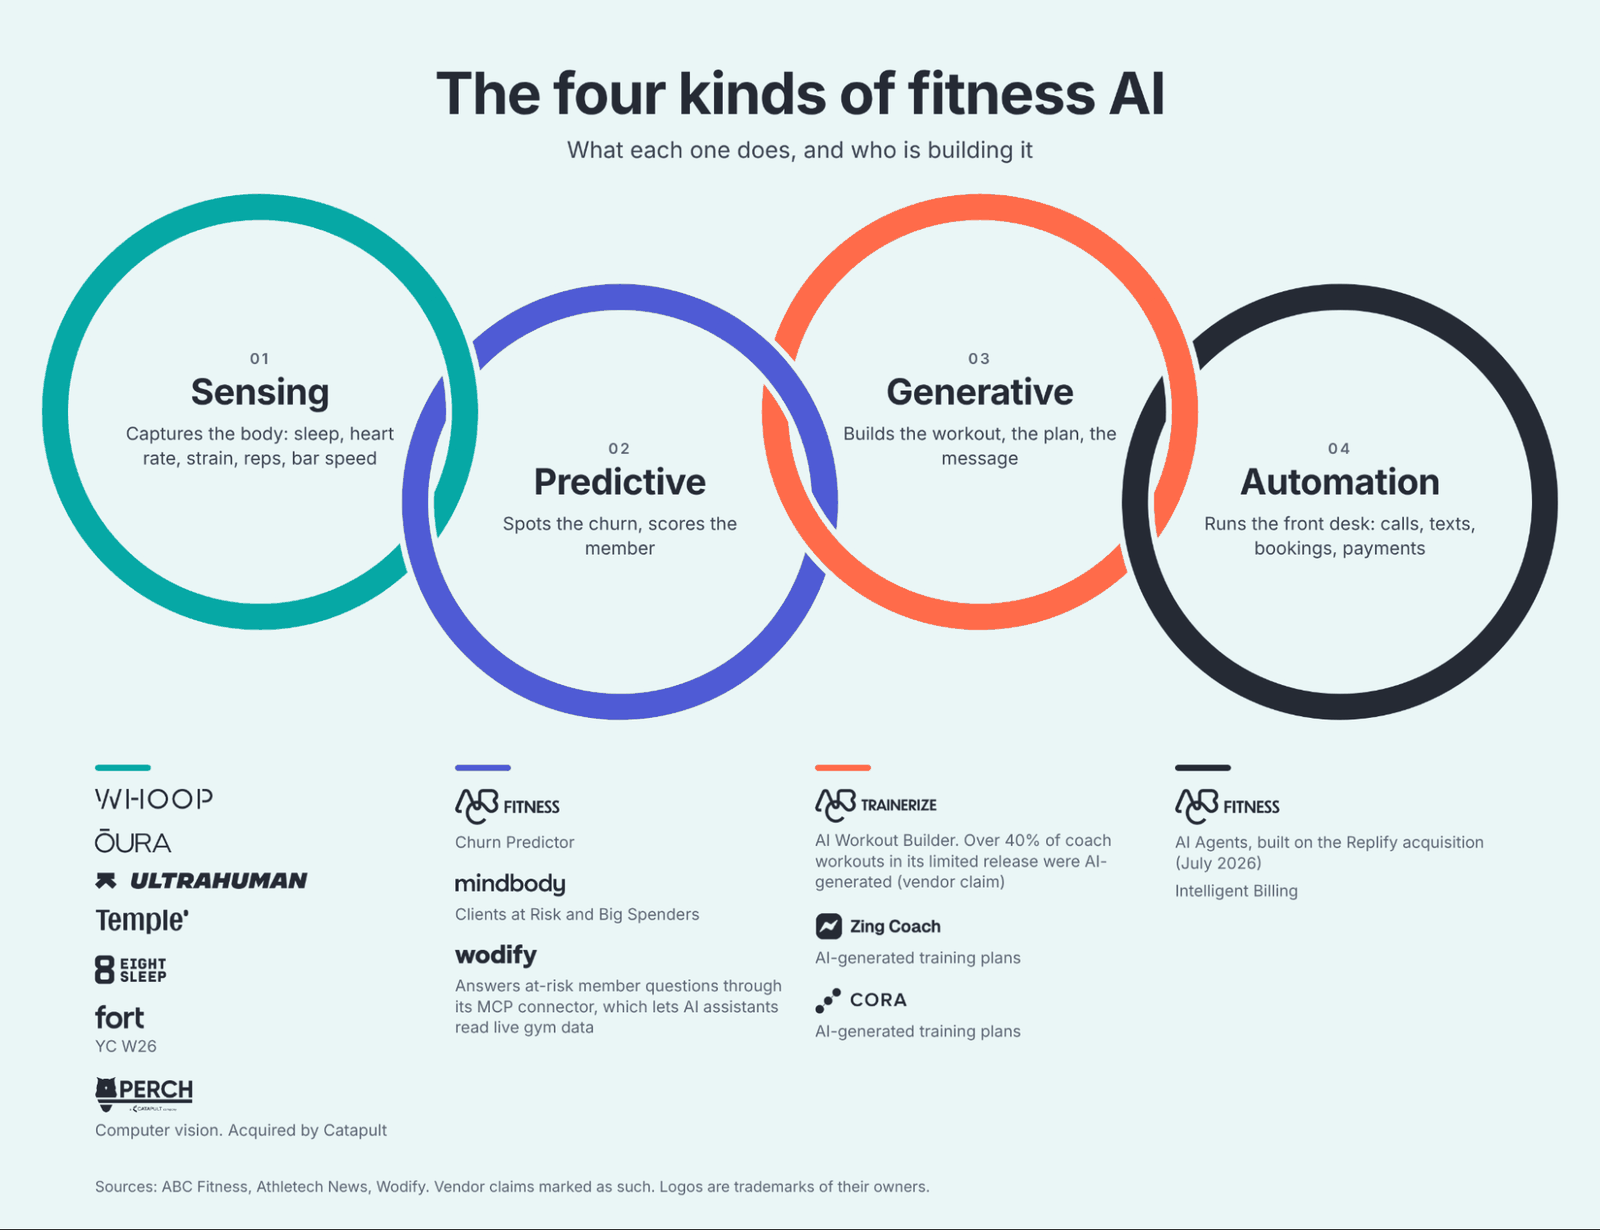 The four kinds of fitness AI
What each one does, and who is building it
01
Sensing
Captures the body: sleep, heart
rate, strain, reps, bar speed
02
Predictive
Spots the churn, scores the
member
03
Generative
Builds the workout, the plan, the
message
04
Automation
Runs the front desk: calls, texts,
bookings, payments
WHOOP
ŌURA
ULTRAHUMAN
Temple
8 EIGHT
SLEEP
fort
YC W26
PERCH
CATAPULT
Computer vision. Acquired by Catapult
ABC FITNESS
Churn Predictor
mindbody
Clients at Risk and Big Spenders
wodify
Answers at-risk member questions through
its MCP connector, which lets AI assistants
read live gym data
ABC TRAINERIZE
AI Workout Builder. Over 40% of coach
workouts in its limited release were AI-
generated (vendor claim)
Zing Coach
AI-generated training plans
CORA
AI-generated training plans
ABC FITNESS
AI Agents, built on the Replify acquisition
(July 2026)
Intelligent Billing
Sources: ABC Fitness, Athletech News, Wodify. Vendor claims marked as such. Logos are trademarks of their owners.